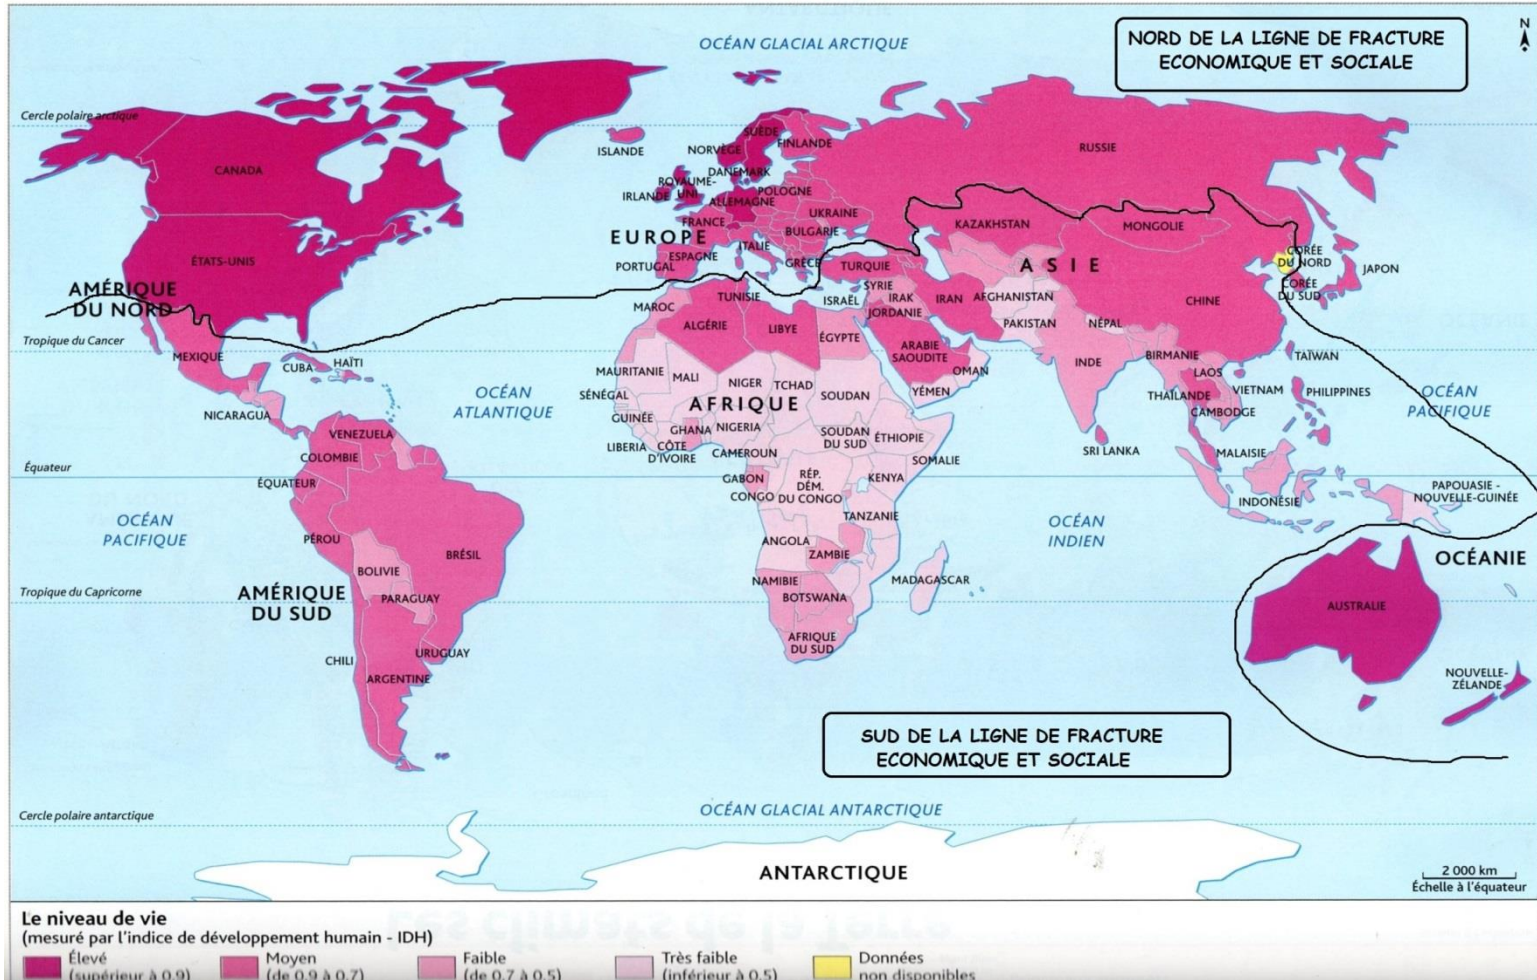 OCÉAN GLACIAL ARCTIQUE
NORD DE LA LIGNE DE FRACTURE
ECONOMIQUE ET SOCIALE
N
Cercle polaire arctique
CANADA
ÉTATS-UNIS
AMÉRIQUE
DU NORD
Tropique du Cancer
MEXIQUE
CUBA
HAÏTI
NICARAGUA
VENEZUELA
COLOMBIE
Équateur
ÉQUATEUR
OCÉAN
PACIFIQUE
PÉROU
BRÉSIL
BOLIVIE
Tropique du Capricorne
PARAGUAY
AMÉRIQUE
DU SUD
CHILI
URUGUAY
ARGENTINE
OCÉAN
ATLANTIQUE
ISLANDE
NORVÈGE
SUÈDE
FINLANDE
DANEMARK
ROYAUME-
UNI
IRLANDE
ALLEMAGNE
POLOGNE
FRANCE
UKRAINE
EUROPE
BULGARIE
ITALIE
ESPAGNE
PORTUGAL
GRÈCE
RUSSIE
KAZAKHSTAN
MONGOLIE
ASIE
TURQUIE
SYRIE
ISRAËL
IRAK
JORDANIE
IRAN
AFGHANISTAN
PAKISTAN
NÉPAL
CHINE
CORÉE
DU NORD
CORÉE
DU SUD
JAPON
ARABIE
SAOUDITE
OMAN
YÉMEN
INDE
BIRMANIE
LAOS
TAÏWAN
THAÏLANDE
VIETNAM
CAMBODGE
PHILIPPINES
SRI LANKA
MALAISIE
INDONÉSIE
PAPOUASIE -
NOUVELLE-GUINÉE
OCÉAN
PACIFIQUE
MAROC
TUNISIE
ALGÉRIE
LIBYE
ÉGYPTE
MAURITANIE
MALI
NIGER
TCHAD
SOUDAN
SÉNÉGAL
AFRIQUE
GUINÉE
GHANA
NIGERIA
SOUDAN
DU SUD
ÉTHIOPIE
LIBERIA
CÔTE
D'IVOIRE
CAMEROUN
SOMALIE
GABON
CONGO
RÉP.
DÉM.
DU CONGO
KENYA
TANZANIE
ANGOLA
ZAMBIE
MADAGASCAR
NAMIBIE
BOTSWANA
AFRIQUE
DU SUD
OCÉAN
INDIEN
OCÉANIE
AUSTRALIE
NOUVELLE-
ZÉLANDE
SUD DE LA LIGNE DE FRACTURE
ECONOMIQUE ET SOCIALE
Cercle polaire antarctique
OCÉAN GLACIAL ANTARCTIQUE
ANTARCTIQUE
2 000 km
Échelle à l'équateur
Le niveau de vie
(mesuré par l'indice de développement humain - IDH)
Élevé
(supérieur à 0.9)
Moyen
(de 0.9 à 0.7)
Faible
(de 0.7 à 0.5)
Très faible
(inférieur à 0.5)
Données
non disponibles